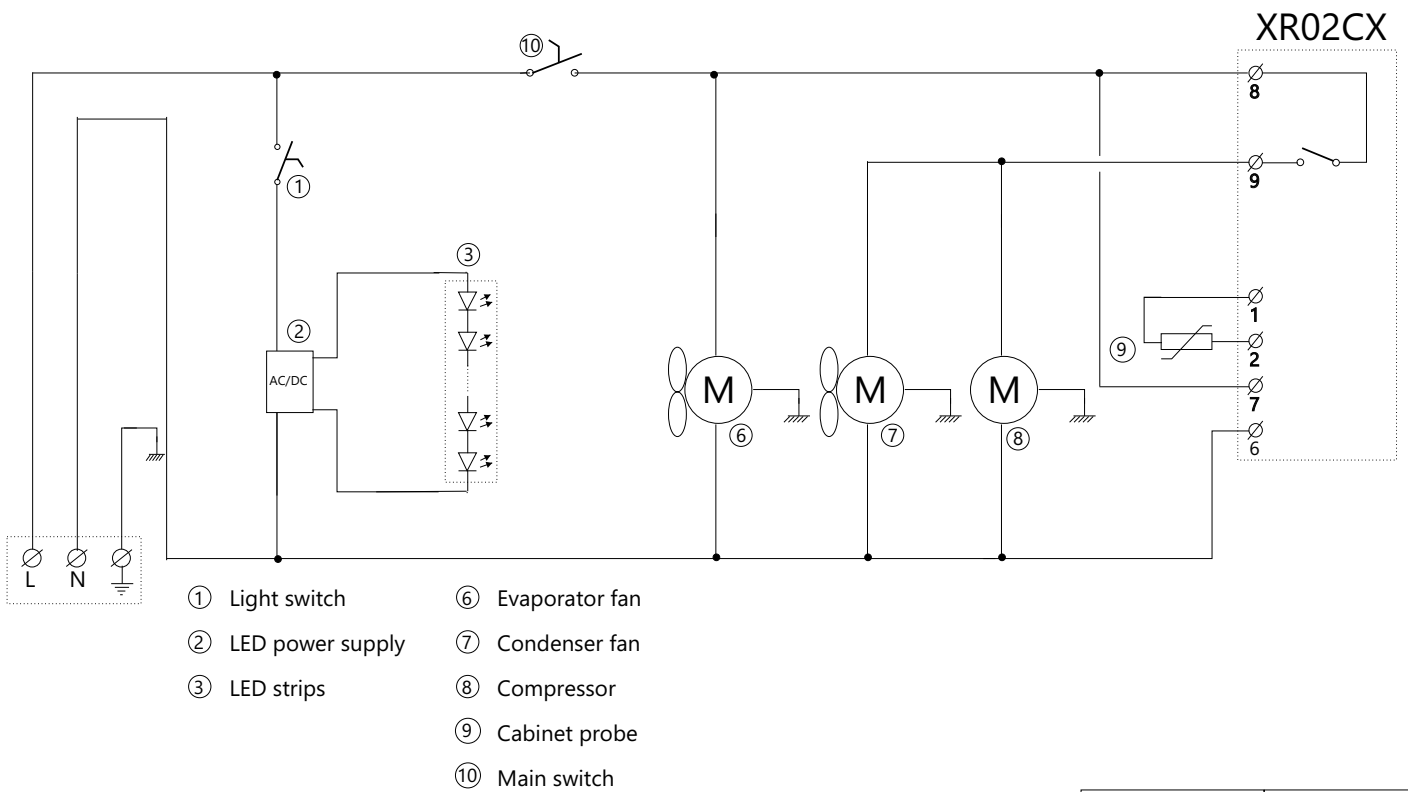 XR02CX
⑩
8
9
①
③
②
AC/DC
1
⑨
2
M
M
M
7
⑥
⑦
⑧
6
L
N
① Light switch
⑥ Evaporator fan
② LED power supply
⑦ Condenser fan
③ LED strips
⑧ Compressor
⑨ Cabinet probe
⑩ Main switch